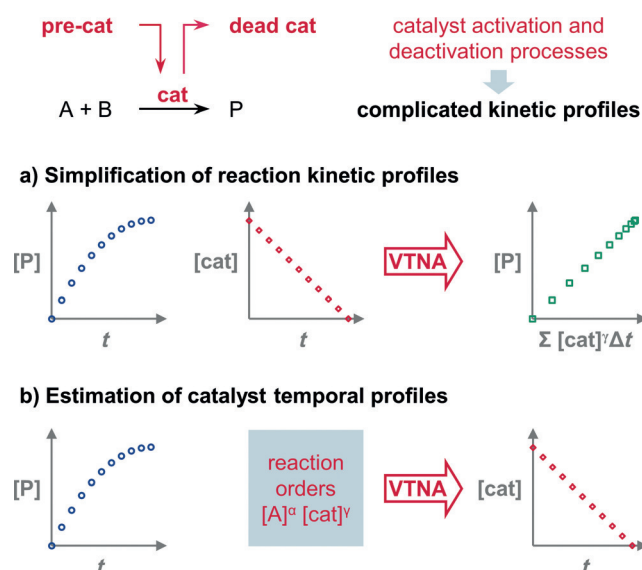 pre-cat
dead cat
cat
A + B
P
catalyst activation and
deactivation processes
complicated kinetic profiles
a) Simplification of reaction kinetic profiles
[P]
t
[cat]
t
VTNA
[P]
Σ [cat]ᵞΔt
b) Estimation of catalyst temporal profiles
[P]
t
reaction
orders
[A]ᵅ [cat]ᵞ
VTNA
[cat]
t